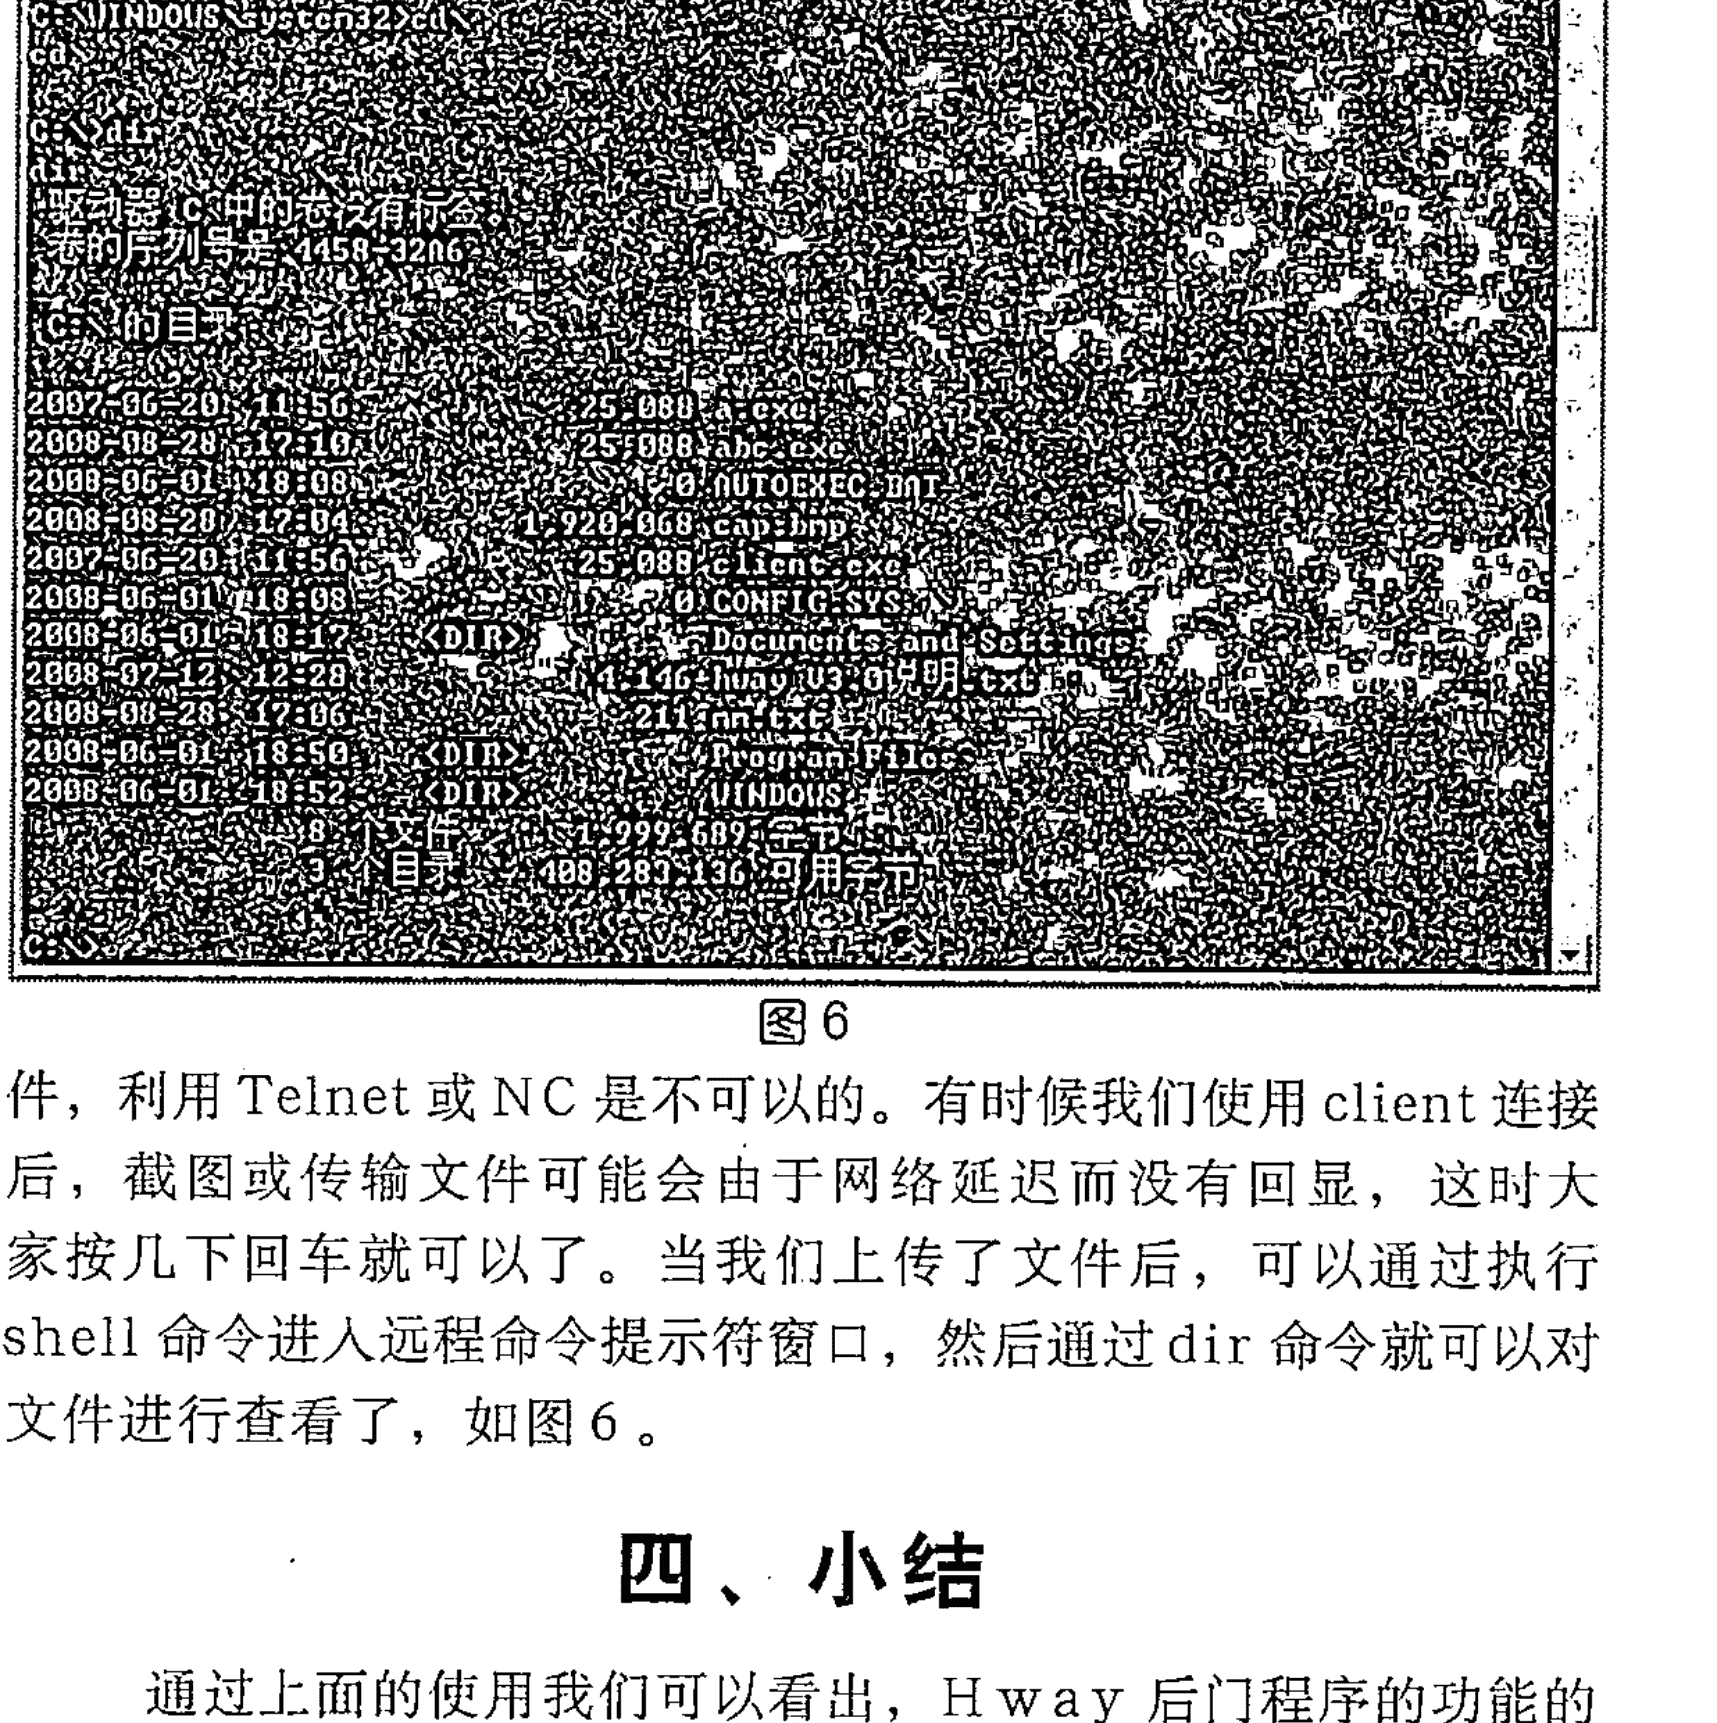 C:\WINDOWS\system32>cd\
cd\
C:\>dir
dir
驱动器 C 中的卷没有标签。
卷的序列号是 4458-32A6
C:\ 的目录
2007-06-20 11:56 25,088 a.exe
2008-08-28 17:10 25,088 abc.exe
2008-06-01 18:08 0 AUTOEXEC.BAT
2008-08-28 17:04 1,920,068 cap.bmp
2007-06-20 11:56 25,088 client.exe
2008-06-01 18:08 0 CONFIG.SYS
2008-06-01 18:17 <DIR> Documents and Settings
2008-07-12 12:20 4,146 hway v3.0说明.txt
2008-08-28 17:06 211 nn.txt
2008-06-01 18:50 <DIR> Program Files
2008-06-01 18:52 <DIR> WINDOWS
8 个文件 1,999,689 字节
3 个目录 408,283,136 可用字节
C:\>
图 6
件，利用 Telnet 或 NC 是不可以的。有时候我们使用 client 连接
后，截图或传输文件可能会由于网络延迟而没有回显，这时大
家按几下回车就可以了。当我们上传了文件后，可以通过执行
shell 命令进入远程命令提示符窗口，然后通过 dir 命令就可以对
文件进行查看了，如图 6 。
四、小结
通过上面的使用我们可以看出，Hway 后门程序的功能的